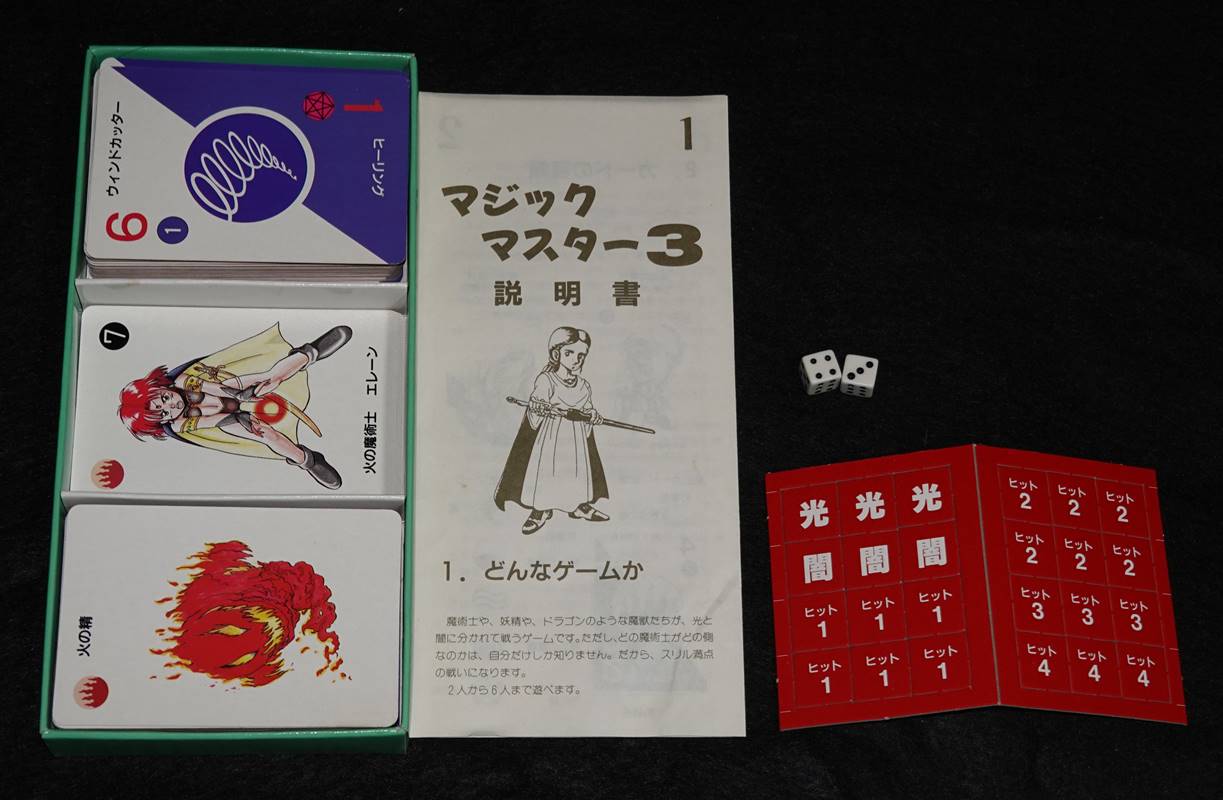 ウィンドカッター
6
1
1
ヒーリング
7
火の魔術士 エレーン
火の精
1
マジック
マスター3
説明書
1. どんなゲームか
魔術士や、妖精や、ドラゴンのような魔獣たちが、光と
闇に分かれて戦うゲームです。ただし、どの魔術士がどの側
なのかは、自分だけしか知りません。だから、スリル満点
の戦いになります。
2人から6人まで遊べます。
光 光 光
闇 闇 闇
ヒット ヒット ヒット
1 1 1
ヒット ヒット ヒット
1 1 1
ヒット ヒット ヒット
2 2 2
ヒット ヒット ヒット
2 2 2
ヒット ヒット ヒット
3 3 3
ヒット ヒット ヒット
4 4 4